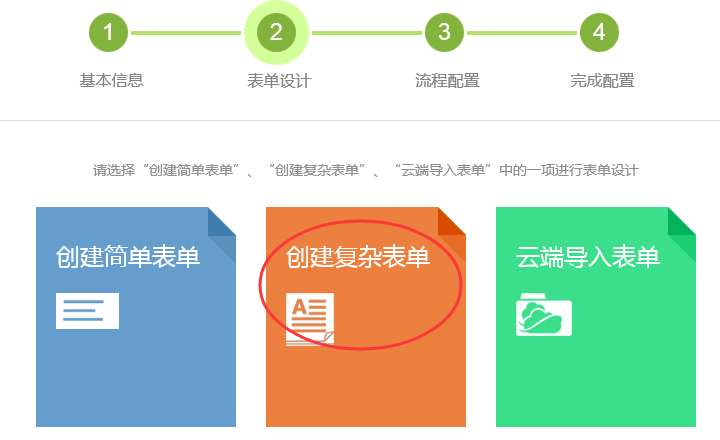 1 2 3 4
基本信息 表单设计 流程配置 完成配置
请选择“创建简单表单”、“创建复杂表单”、“云端导入表单”中的一项进行表单设计
创建简单表单 创建复杂表单 云端导入表单
A